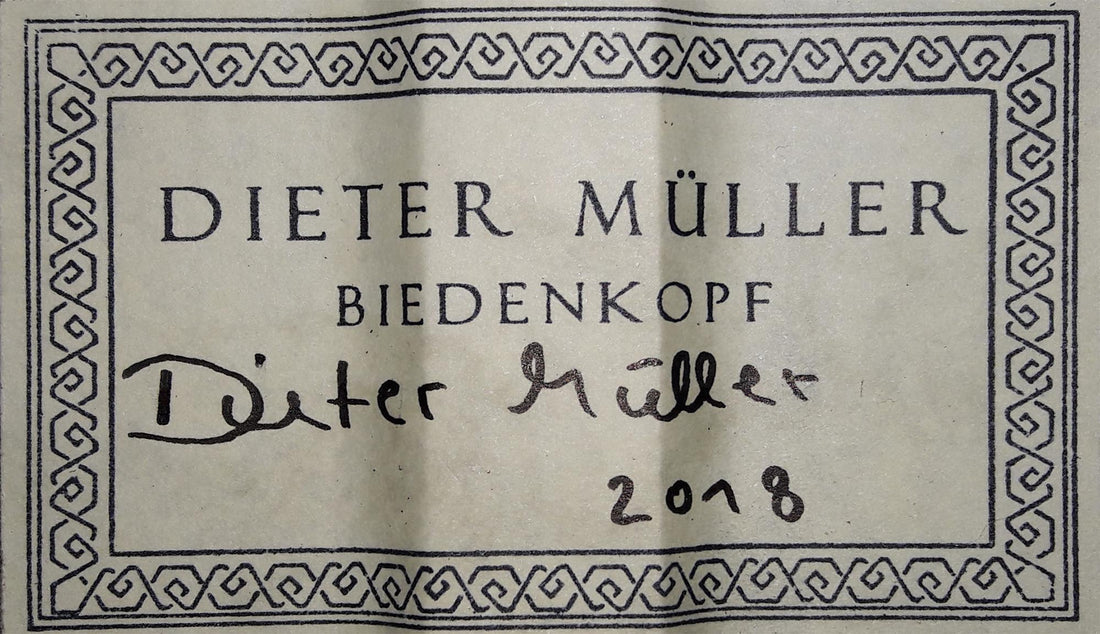 DIETER MÜLLER
BIEDENKOPF
Dieter Müller
2018